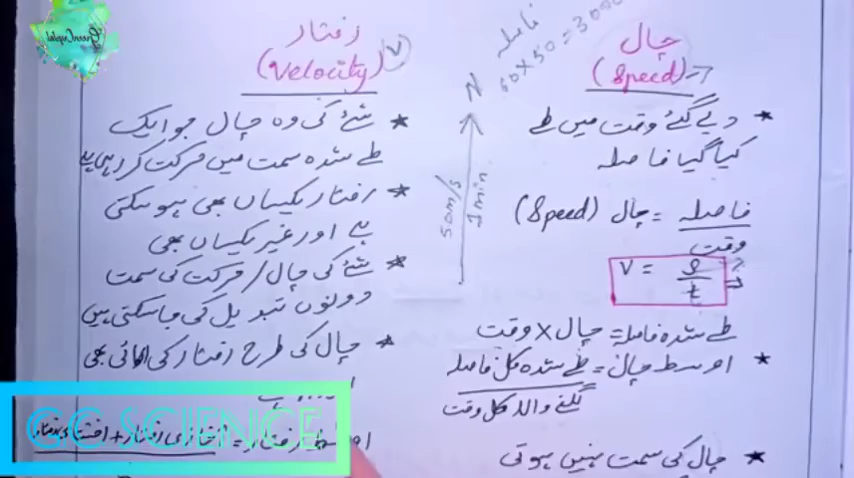 چال
(Speed) →
* دیے گئے وقت میں طے
کیا گیا فاصلہ
فاصلہ = چال (Speed)
وقت
V = S
t
طے شدہ فاصلہ = چال X وقت
* اوسط چال = طے شدہ کل فاصلہ
لگنے والا کل وقت
* چال کی سمت نہیں ہوتی
فاصلہ
60 X 50 = 3000
N
50 m/s
1 min
رفتار
(Velocity) V
* شئے کی وہ چال جو ایک
طے شدہ سمت میں حرکت کر رہی ہے
* رفتار یکساں بھی ہو سکتی
ہے اور غیر یکساں بھی
* شئے کی چال / حرکت کی سمت
دونوں تبدیل کی جا سکتی ہیں
* چال کی طرح رفتار کی اکائی بھی
رفتار =
GC SCIENCE